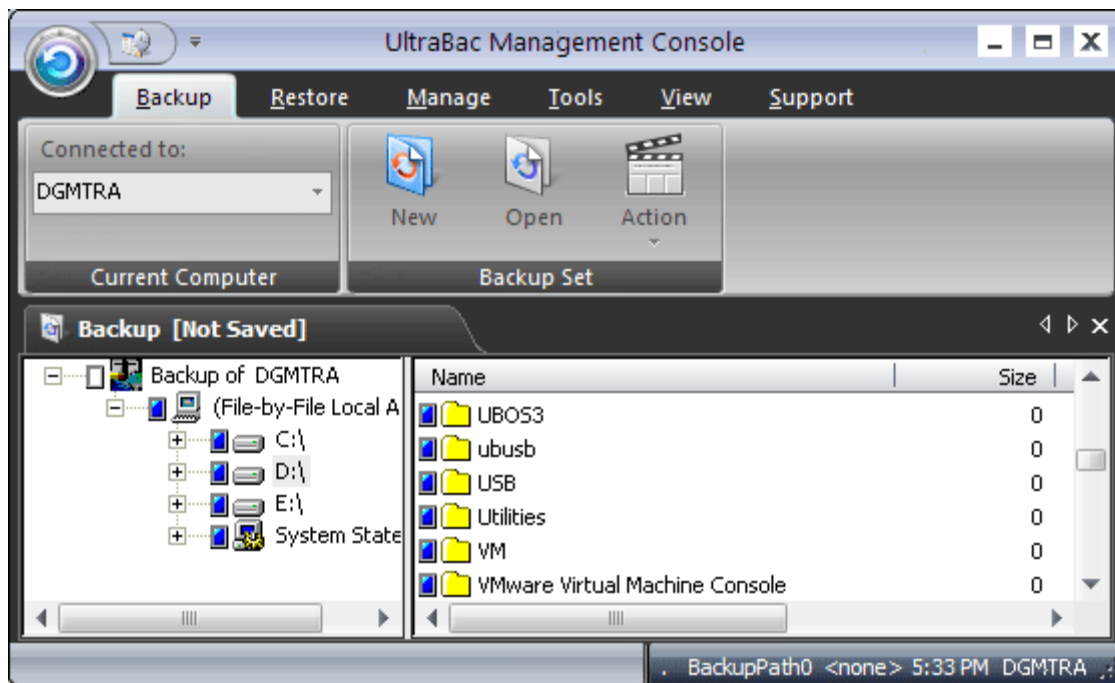 UltraBac Management Console
Backup Restore Manage Tools View Support
Connected to:
DGMTRA
New Open Action
Current Computer Backup Set
Backup [Not Saved]
Backup of DGMTRA
(File-by-File Local A
C:\
D:\
E:\
System State
Name Size
UBOS3 0
ubusb 0
USB 0
Utilities 0
VM 0
VMware Virtual Machine Console 0
. BackupPath0 <none> 5:33 PM DGMTRA